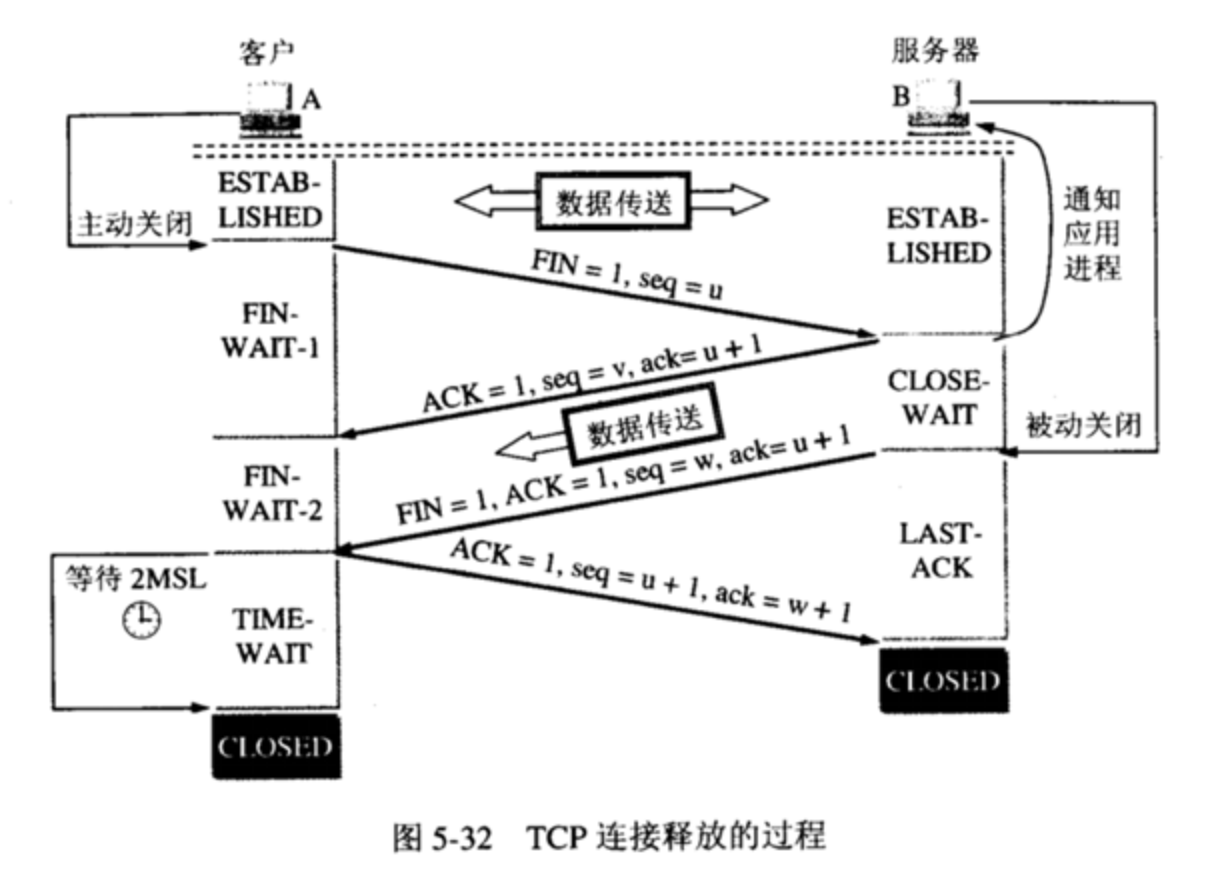 客户
服务器
A
B
ESTAB-
LISHED
数据传送
ESTAB-
LISHED
通知
应用
进程
主动关闭
FIN = 1, seq = u
FIN-
WAIT-1
ACK = 1, seq = v, ack= u + 1
CLOSE-
WAIT
数据传送
被动关闭
FIN-
WAIT-2
FIN = 1, ACK = 1, seq = w, ack= u + 1
LAST-
ACK
ACK = 1, seq = u + 1, ack = w + 1
等待 2MSL
TIME-
WAIT
CLOSED
CLOSED
图 5-32 TCP 连接释放的过程